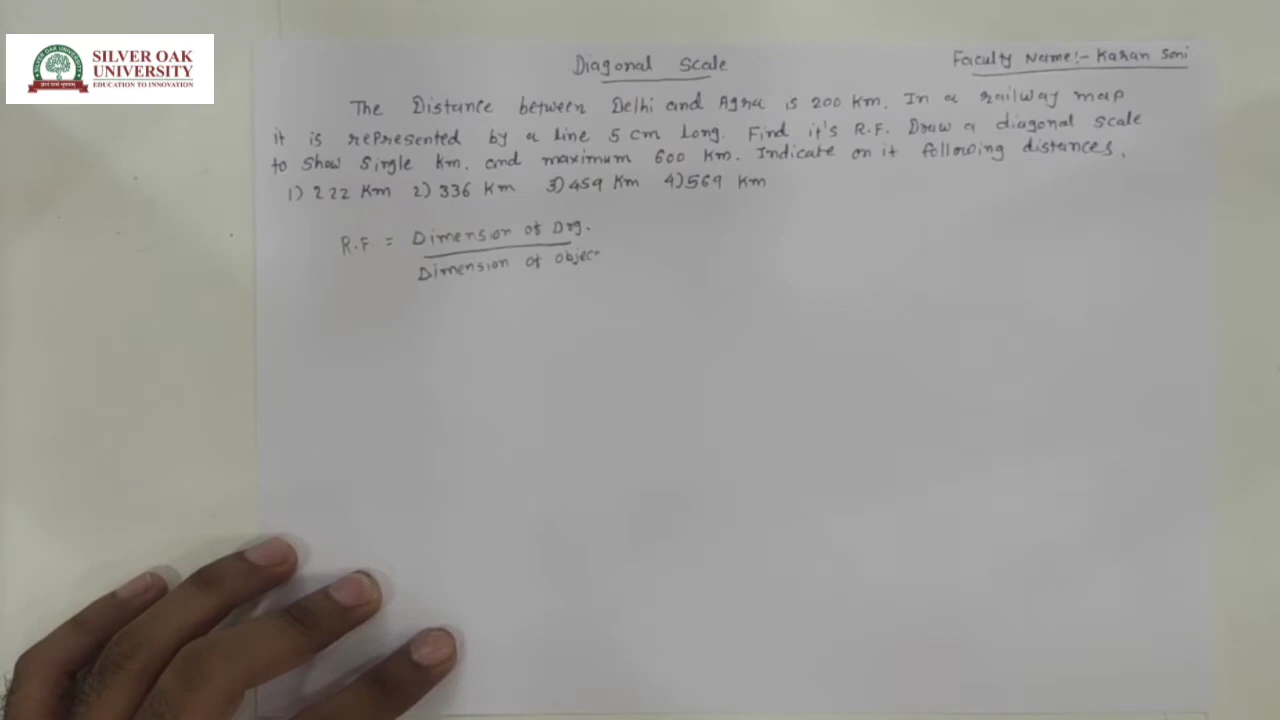 SILVER OAK
UNIVERSITY
EDUCATION TO INNOVATION
Diagonal Scale
Faculty Name:- Karan Soni
The Distance between Delhi and Agra is 200 Km. In a railway map
it is represented by a line 5 cm Long. Find it's R.F. Draw a diagonal scale
to show single km. and maximum 600 Km. Indicate on it following distances.
1) 222 Km 2) 336 Km 3) 459 Km 4) 569 Km
R.F. = Dimension of Drg.
Dimension of object